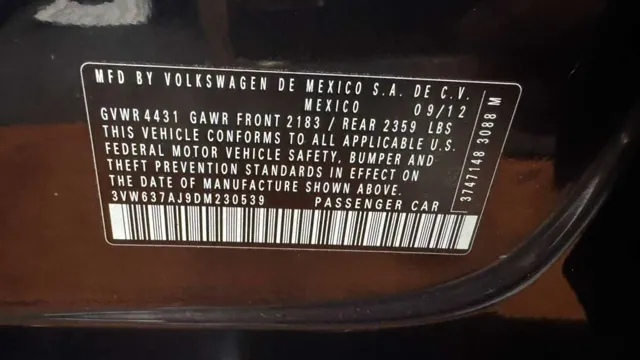 MFD BY VOLKSWAGEN DE MEXICO S.A. DE C.V.
MEXICO 09/12
GVWR 4431 GAWR FRONT 2183 / REAR 2359 LBS
THIS VEHICLE CONFORMS TO ALL APPLICABLE U.S.
FEDERAL MOTOR VEHICLE SAFETY, BUMPER AND
THEFT PREVENTION STANDARDS IN EFFECT ON
THE DATE OF MANUFACTURE SHOWN ABOVE.
3VW637AJ9DM230539 PASSENGER CAR
3747148 3088 M